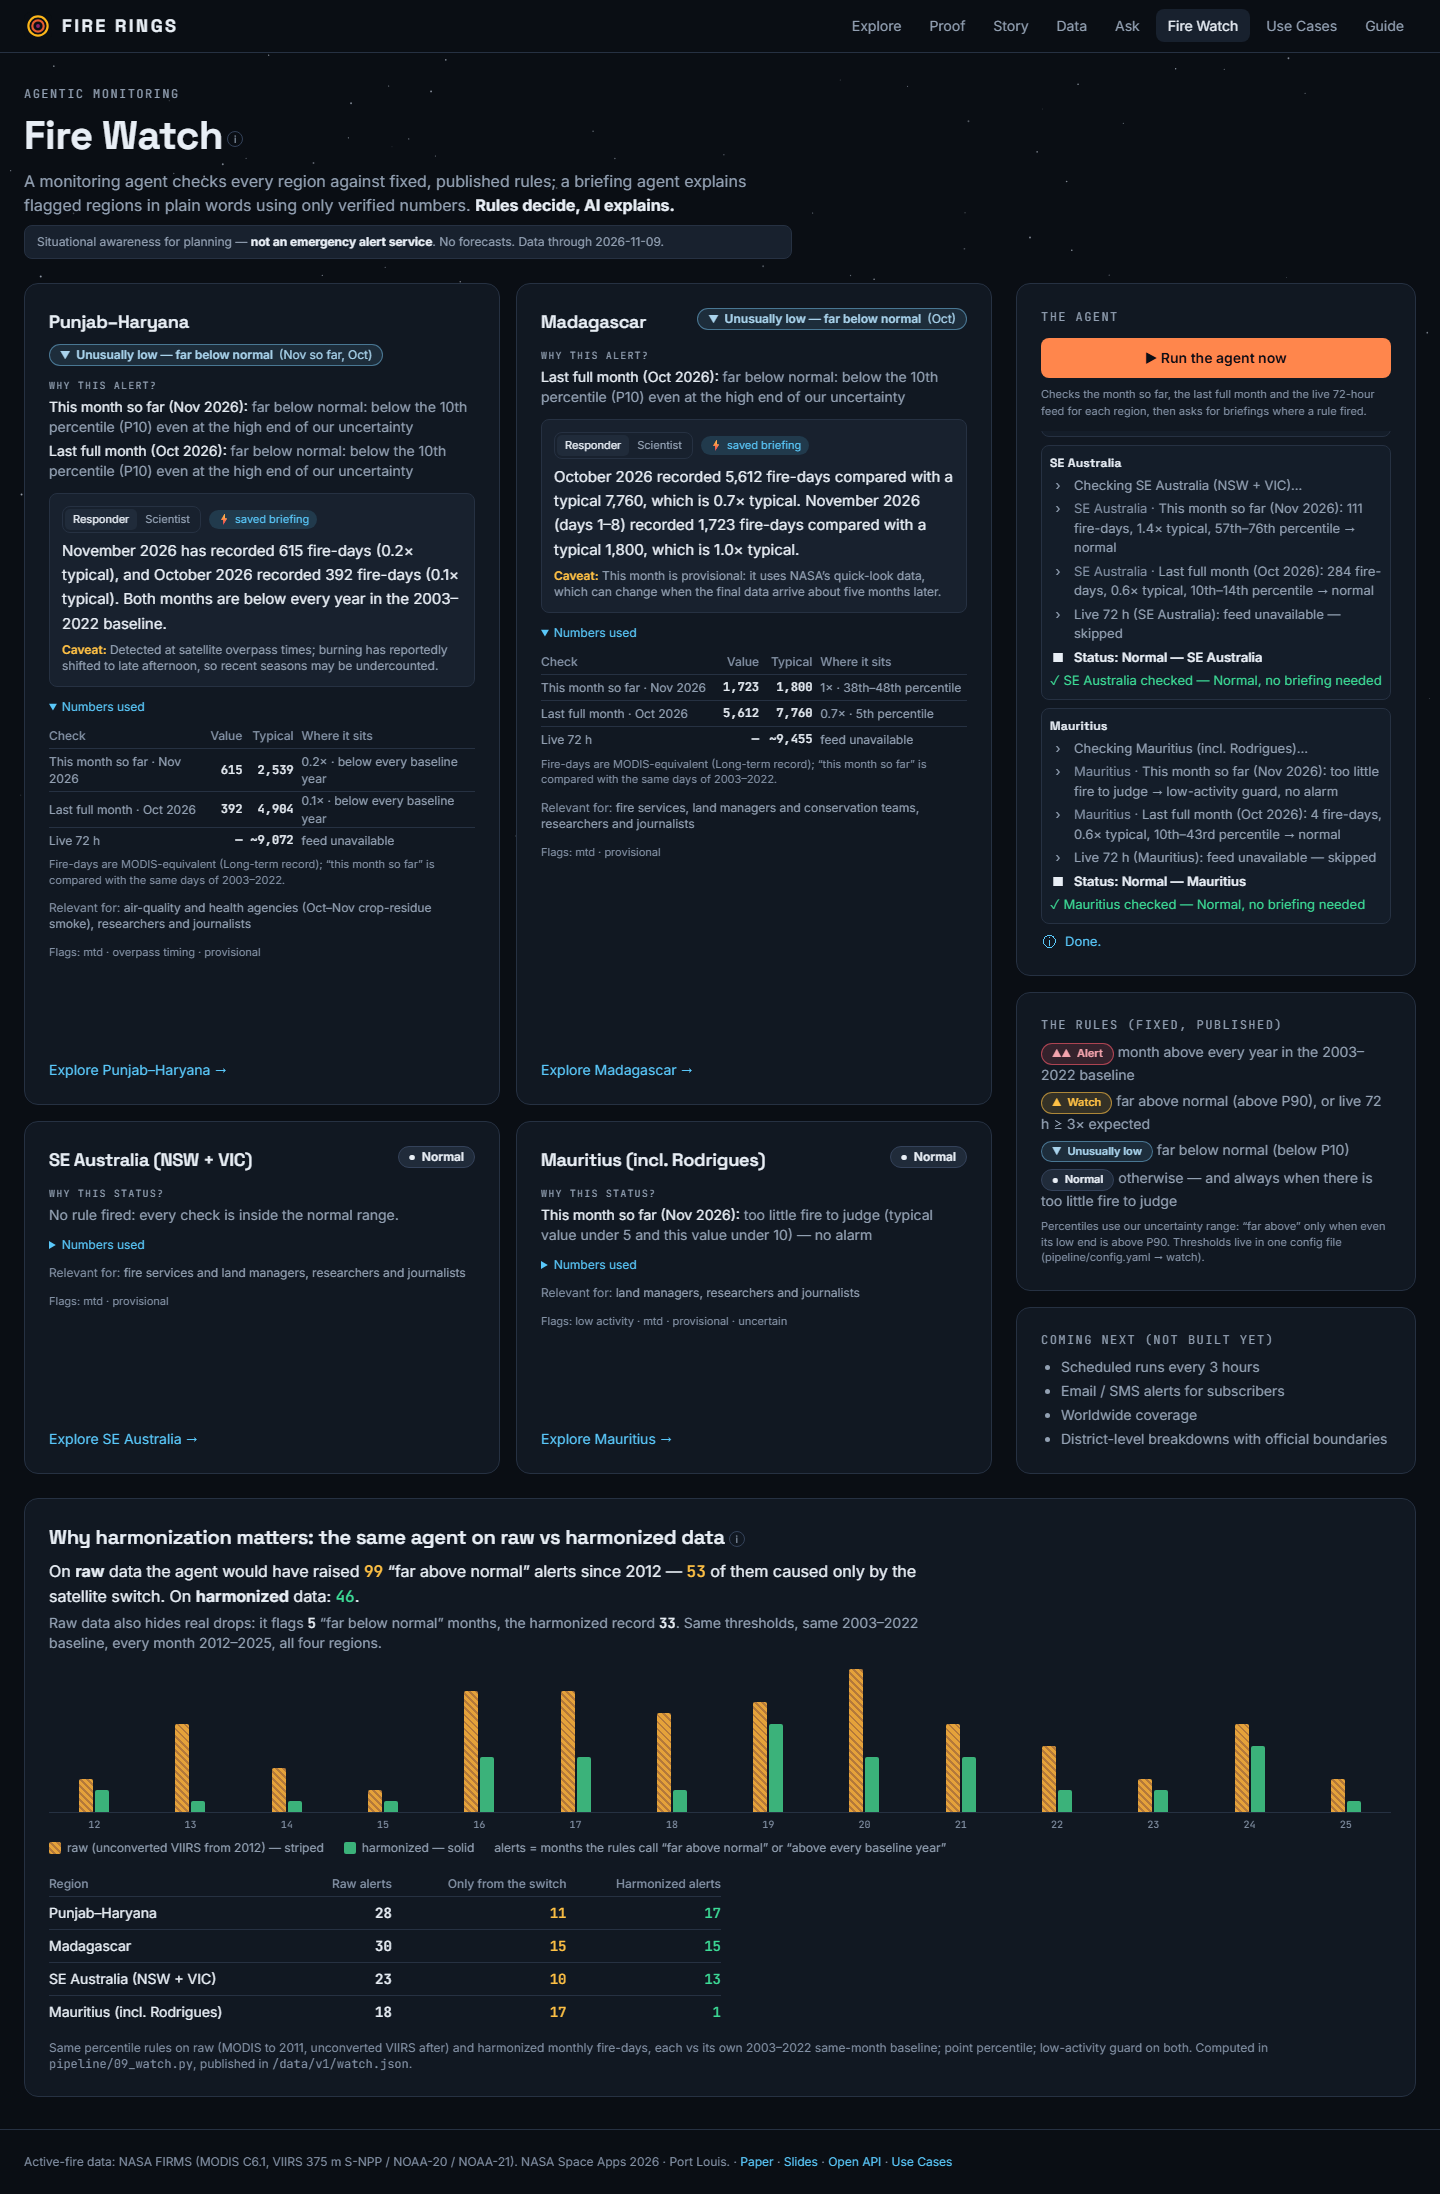 FIRE RINGS
Explore Proof Story Data Ask Fire Watch Use Cases Guide
AGENTIC MONITORING
Fire Watch
A monitoring agent checks every region against fixed, published rules; a briefing agent explains
flagged regions in plain words using only verified numbers. Rules decide, AI explains.
Situational awareness for planning — not an emergency alert service. No forecasts. Data through 2026-11-09.
Punjab–Haryana
▼ Unusually low — far below normal (Nov so far, Oct)
WHY THIS ALERT?
This month so far (Nov 2026): far below normal: below the 10th
percentile (P10) even at the high end of our uncertainty
Last full month (Oct 2026): far below normal: below the 10th
percentile (P10) even at the high end of our uncertainty
Responder Scientist saved briefing
November 2026 has recorded 615 fire-days (0.2×
typical), and October 2026 recorded 392 fire-days (0.1×
typical). Both months are below every year in the 2003–
2022 baseline.
Caveat: Detected at satellite overpass times; burning has reportedly
shifted to late afternoon, so recent seasons may be undercounted.
▼ Numbers used
Check Value Typical Where it sits
This month so far · Nov
2026 615 2,539 0.2× · below every baseline
year
Last full month · Oct 2026 392 4,904 0.1× · below every baseline
year
Live 72 h — ~9,072 feed unavailable
Fire-days are MODIS-equivalent (Long-term record); “this month so far” is
compared with the same days of 2003–2022.
Relevant for: air-quality and health agencies (Oct–Nov crop-residue
smoke), researchers and journalists
Flags: mtd · overpass timing · provisional
Explore Punjab–Haryana →
Madagascar
▼ Unusually low — far below normal (Oct)
WHY THIS ALERT?
Last full month (Oct 2026): far below normal: below the 10th
percentile (P10) even at the high end of our uncertainty
Responder Scientist saved briefing
October 2026 recorded 5,612 fire-days compared with a
typical 7,760, which is 0.7× typical. November 2026
(days 1–8) recorded 1,723 fire-days compared with a
typical 1,800, which is 1.0× typical.
Caveat: This month is provisional: it uses NASA’s quick-look data,
which can change when the final data arrive about five months later.
▼ Numbers used
Check Value Typical Where it sits
This month so far · Nov 2026 1,723 1,800 1× · 38th–48th percentile
Last full month · Oct 2026 5,612 7,760 0.7× · 5th percentile
Live 72 h — ~9,455 feed unavailable
Fire-days are MODIS-equivalent (Long-term record); “this month so far” is
compared with the same days of 2003–2022.
Relevant for: fire services, land managers and conservation teams,
researchers and journalists
Flags: mtd · provisional
Explore Madagascar →
THE AGENT
▶ Run the agent now
Checks the month so far, the last full month and the live 72-hour
feed for each region, then asks for briefings where a rule fired.
SE Australia
› Checking SE Australia (NSW + VIC)…
› SE Australia · This month so far (Nov 2026): 111
fire-days, 1.4× typical, 57th–76th percentile →
normal
› SE Australia · Last full month (Oct 2026): 284 fire-
days, 0.6× typical, 10th–14th percentile → normal
› Live 72 h (SE Australia): feed unavailable —
skipped
■ Status: Normal — SE Australia
✓ SE Australia checked — Normal, no briefing needed
Mauritius
› Checking Mauritius (incl. Rodrigues)…
› Mauritius · This month so far (Nov 2026): too little
fire to judge → low-activity guard, no alarm
› Mauritius · Last full month (Oct 2026): 4 fire-days,
0.6× typical, 10th–43rd percentile → normal
› Live 72 h (Mauritius): feed unavailable — skipped
■ Status: Normal — Mauritius
✓ Mauritius checked — Normal, no briefing needed
Done.
THE RULES (FIXED, PUBLISHED)
▲▲ Alert month above every year in the 2003–
2022 baseline
▲ Watch far above normal (above P90), or live 72
h ≥ 3× expected
▼ Unusually low far below normal (below P10)
● Normal otherwise — and always when there is
too little fire to judge
Percentiles use our uncertainty range: “far above” only when even
its low end is above P90. Thresholds live in one config file
(pipeline/config.yaml → watch).
SE Australia (NSW + VIC)
● Normal
WHY THIS STATUS?
No rule fired: every check is inside the normal range.
▶ Numbers used
Relevant for: fire services and land managers, researchers and journalists
Flags: mtd · provisional
Explore SE Australia →
Mauritius (incl. Rodrigues)
● Normal
WHY THIS STATUS?
This month so far (Nov 2026): too little fire to judge (typical
value under 5 and this value under 10) — no alarm
▶ Numbers used
Relevant for: land managers, researchers and journalists
Flags: low activity · mtd · provisional · uncertain
Explore Mauritius →
COMING NEXT (NOT BUILT YET)
• Scheduled runs every 3 hours
• Email / SMS alerts for subscribers
• Worldwide coverage
• District-level breakdowns with official boundaries
Why harmonization matters: the same agent on raw vs harmonized data
On raw data the agent would have raised 99 “far above normal” alerts since 2012 — 53 of them caused only by the
satellite switch. On harmonized data: 46.
Raw data also hides real drops: it flags 5 “far below normal” months, the harmonized record 33. Same thresholds, same 2003–2022
baseline, every month 2012–2025, all four regions.
12 13 14 15 16 17 18 19 20 21 22 23 24 25
raw (unconverted VIIRS from 2012) — striped harmonized — solid alerts = months the rules call “far above normal” or “above every baseline year”
Region Raw alerts Only from the switch Harmonized alerts
Punjab–Haryana 28 11 17
Madagascar 30 15 15
SE Australia (NSW + VIC) 23 10 13
Mauritius (incl. Rodrigues) 18 17 1
Same percentile rules on raw (MODIS to 2011, unconverted VIIRS after) and harmonized monthly fire-days, each vs its own 2003–2022 same-month baseline; point percentile; low-activity guard on both. Computed in
pipeline/09_watch.py, published in /data/v1/watch.json.
Active-fire data: NASA FIRMS (MODIS C6.1, VIIRS 375 m S-NPP / NOAA-20 / NOAA-21). NASA Space Apps 2026 · Port Louis. · Paper · Slides · Open API · Use Cases